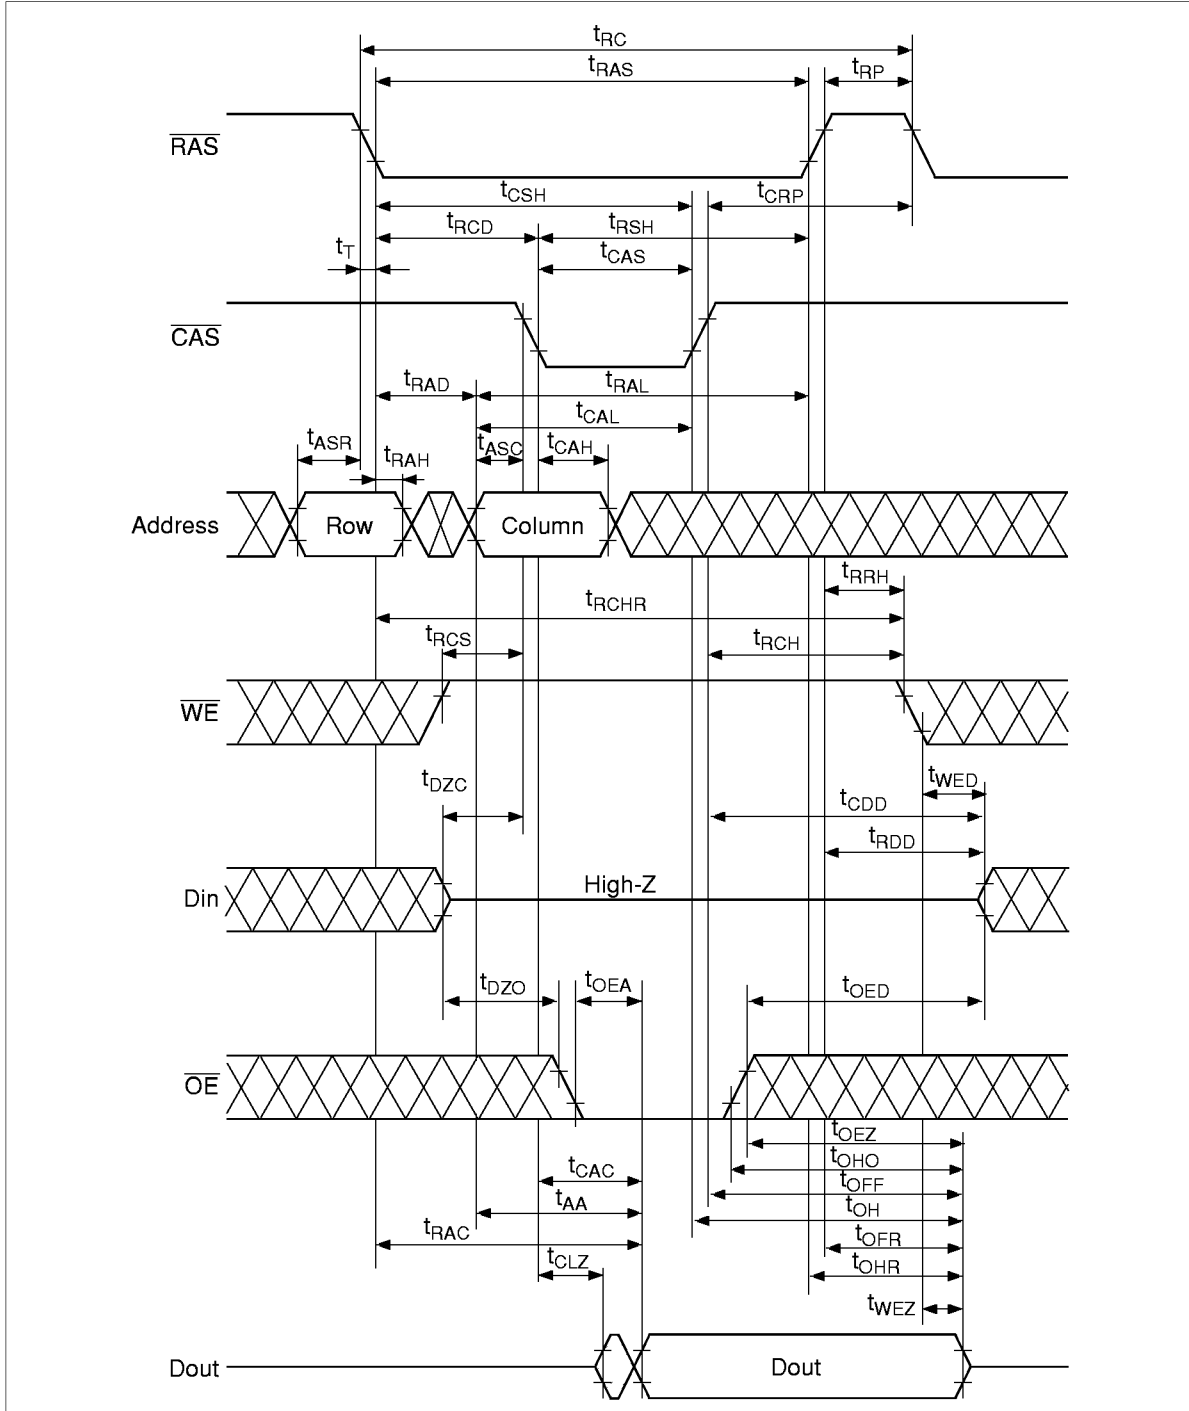 tRC
tRAS
tRP
RAS
tCSH
tCRP
tRCD
tRSH
tT
tCAS
CAS
tRAD
tRAL
tCAL
tASR
tASC
tCAH
tRAH
Address
Row
Column
tRRH
tRCHR
tRCS
tRCH
WE
tDZC
tWED
tCDD
tRDD
High-Z
Din
tDZO
tOEA
tOED
OE
tOEZ
tOHO
tCAC
tOFF
tAA
tOH
tRAC
tOFR
tCLZ
tOHR
tWEZ
Dout
Dout